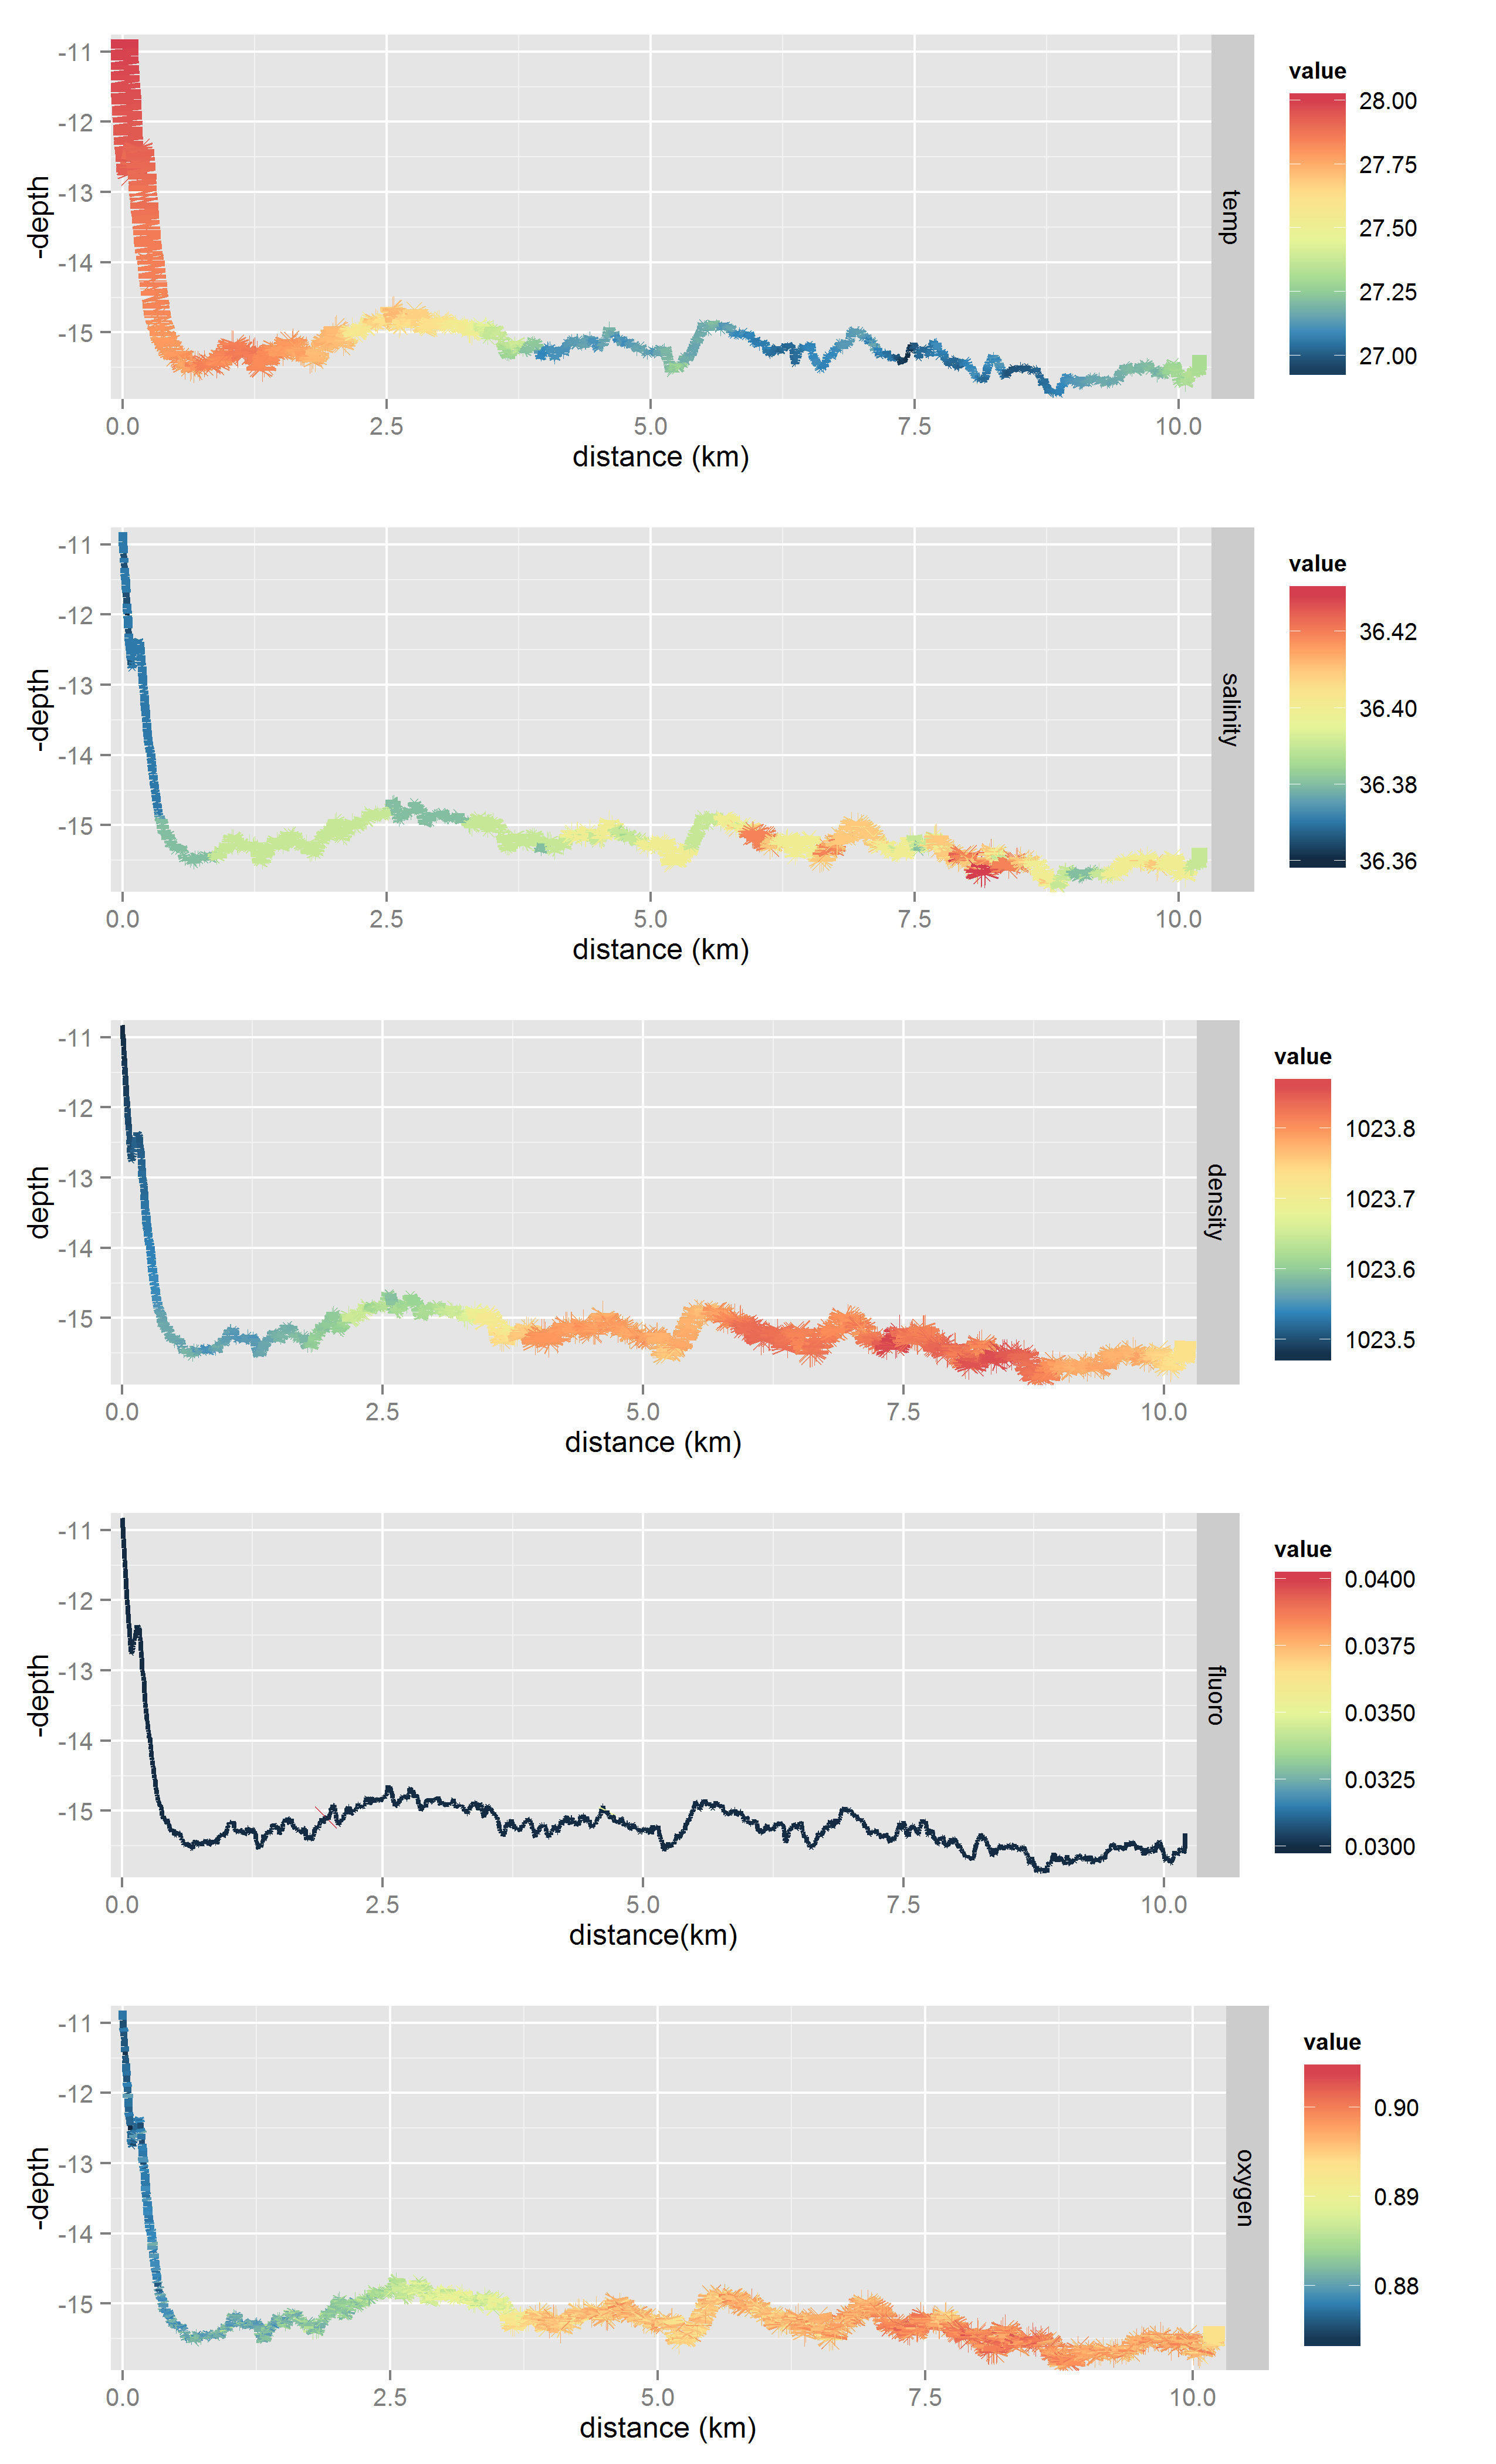 -11
-12
-13
-14
-15
-depth
0.0 2.5 5.0 7.5 10.0
distance (km)
temp
value
28.00
27.75
27.50
27.25
27.00
-11
-12
-13
-14
-15
-depth
0.0 2.5 5.0 7.5 10.0
distance (km)
salinity
value
36.42
36.40
36.38
36.36
-11
-12
-13
-14
-15
depth
0.0 2.5 5.0 7.5 10.0
distance (km)
density
value
1023.8
1023.7
1023.6
1023.5
-11
-12
-13
-14
-15
-depth
0.0 2.5 5.0 7.5 10.0
distance(km)
fluoro
value
0.0400
0.0375
0.0350
0.0325
0.0300
-11
-12
-13
-14
-15
-depth
0.0 2.5 5.0 7.5 10.0
distance (km)
oxygen
value
0.90
0.89
0.88